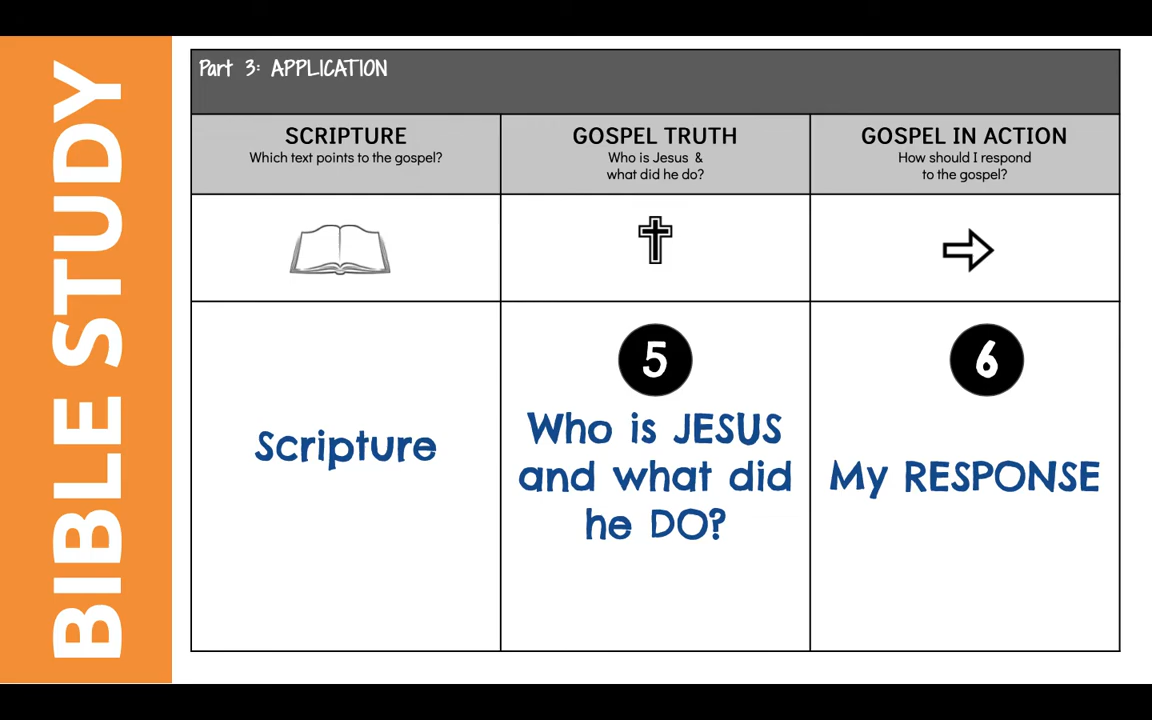 BIBLE STUDY
Part 3: APPLICATION
SCRIPTURE
Which text points to the gospel?
GOSPEL TRUTH
Who is Jesus &
what did he do?
GOSPEL IN ACTION
How should I respond
to the gospel?
Scripture
5
Who is JESUS
and what did
he DO?
6
My RESPONSE